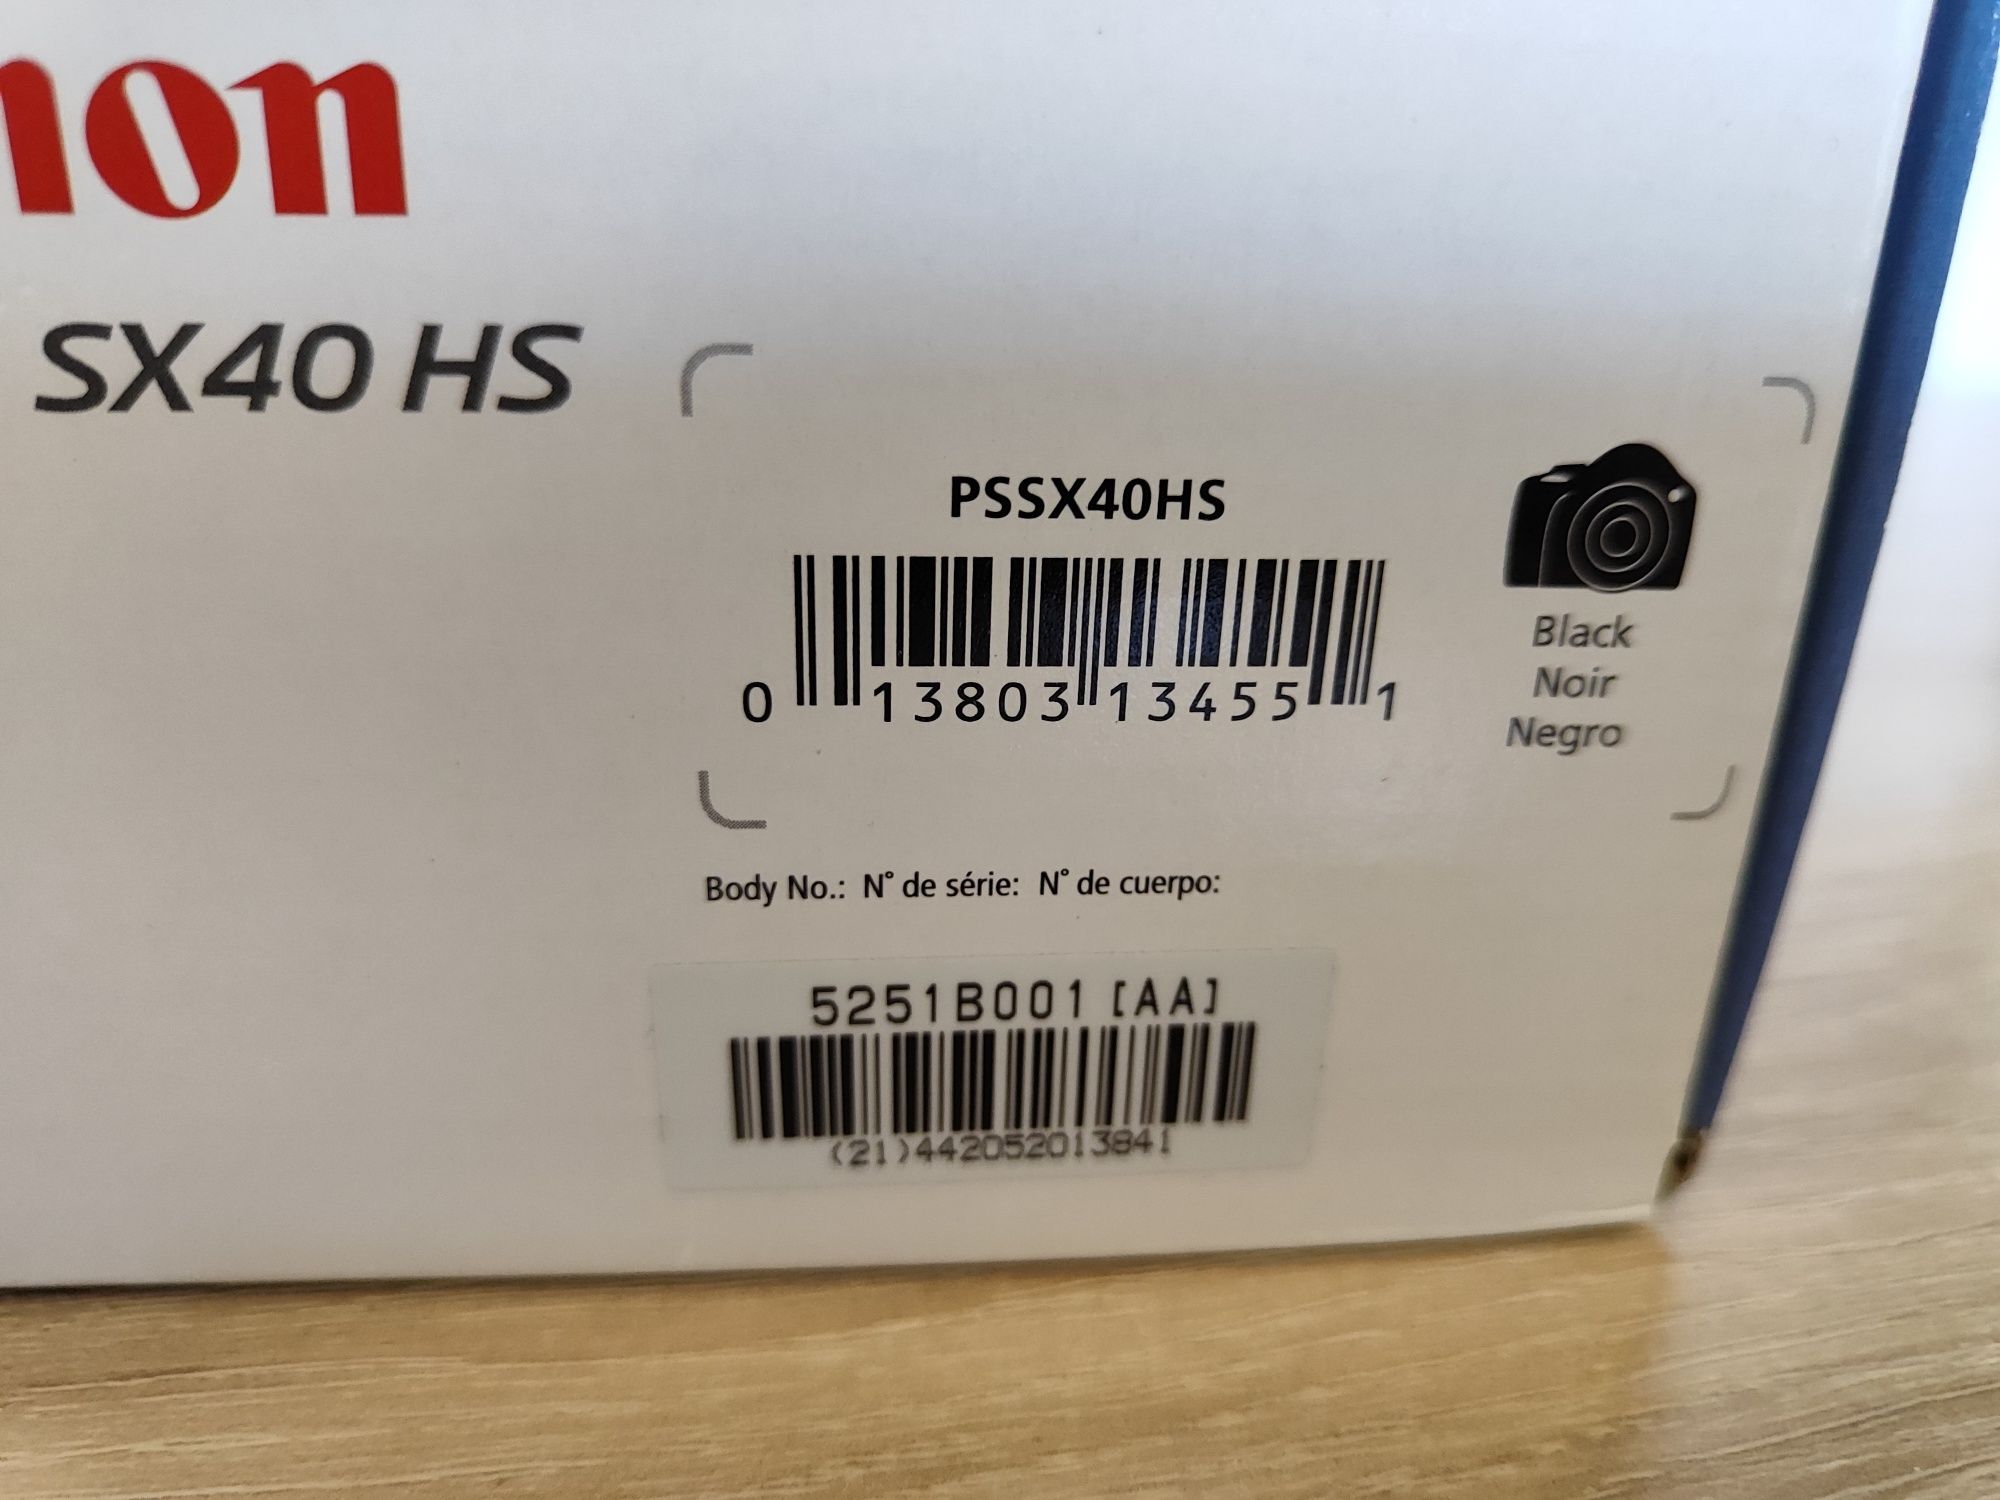 non
SX40 HS
PSSX40HS
0 13803 13455 1
Black
Noir
Negro
Body No.: N° de série: N° de cuerpo:
5251B001 [AA]
(21)442052013841